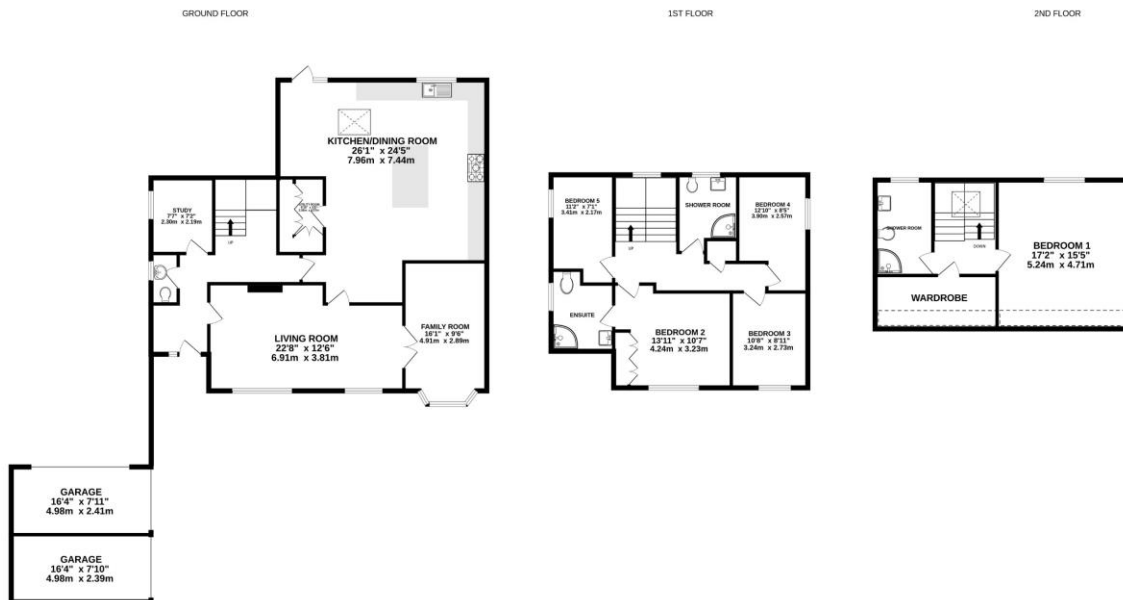 GROUND FLOOR
1ST FLOOR
2ND FLOOR
KITCHEN/DINING ROOM
26'1" x 24'5"
7.96m x 7.44m
STUDY
7'7" x 7'2"
2.30m x 2.19m
UP
LIVING ROOM
22'8" x 12'6"
6.91m x 3.81m
FAMILY ROOM
16'1" x 9'6"
4.91m x 2.89m
GARAGE
16'4" x 7'11"
4.98m x 2.41m
GARAGE
16'4" x 7'10"
4.98m x 2.39m
BEDROOM 5
11'2" x 7'1"
3.41m x 2.17m
UP
SHOWER ROOM
BEDROOM 4
12'10" x 8'5"
3.90m x 2.57m
ENSUITE
BEDROOM 2
13'11" x 10'7"
4.24m x 3.23m
BEDROOM 3
10'8" x 8'11"
3.24m x 2.73m
SHOWER ROOM
DOWN
BEDROOM 1
17'2" x 15'5"
5.24m x 4.71m
WARDROBE